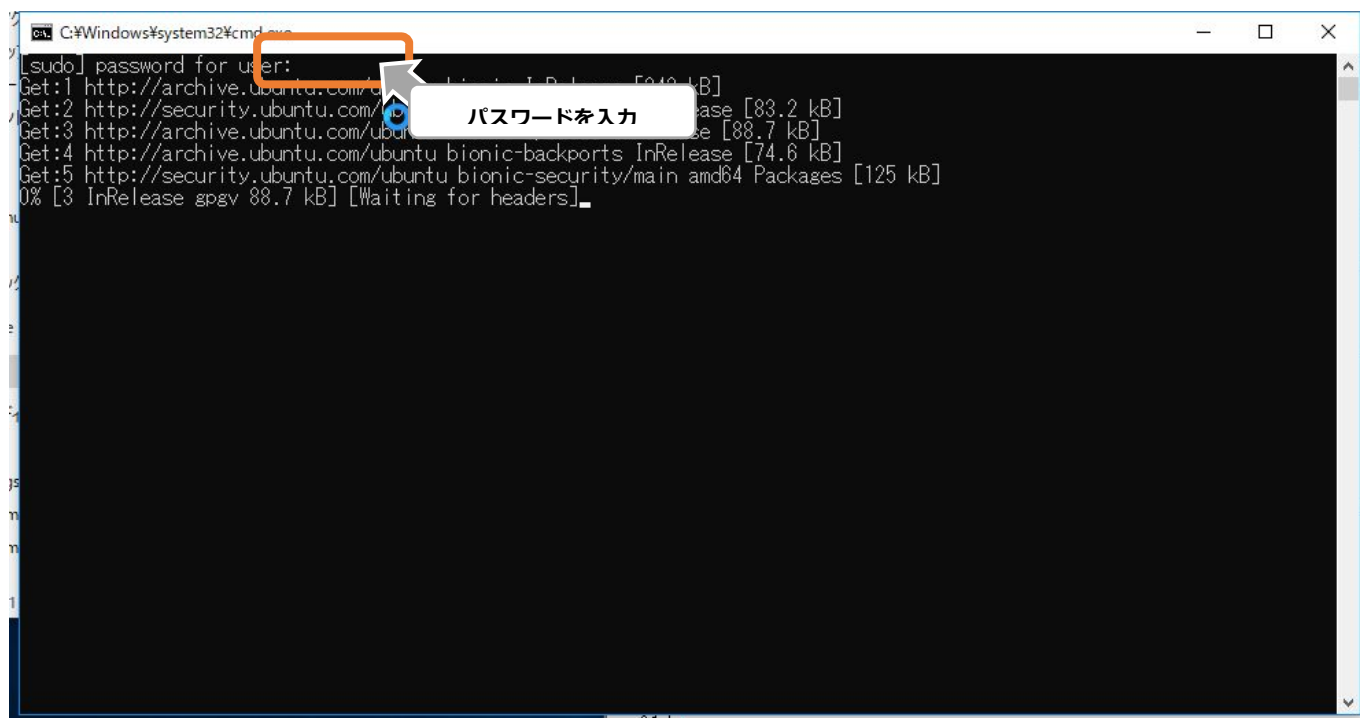 C:¥Windows¥system32¥cmd.exe
[sudo] password for user:
Get:1 http://archive.ubuntu.com/ kB]
パスワードを入力
Get:2 http://security.ubuntu.com/ [83.2 kB]
Get:3 http://archive.ubuntu.com/ [88.7 kB]
Get:4 http://archive.ubuntu.com/ubuntu bionic-backports InRelease [74.6 kB]
Get:5 http://security.ubuntu.com/ubuntu bionic-security/main amd64 Packages [125 kB]
0% [3 InRelease gpgv 88.7 kB] [Waiting for headers]